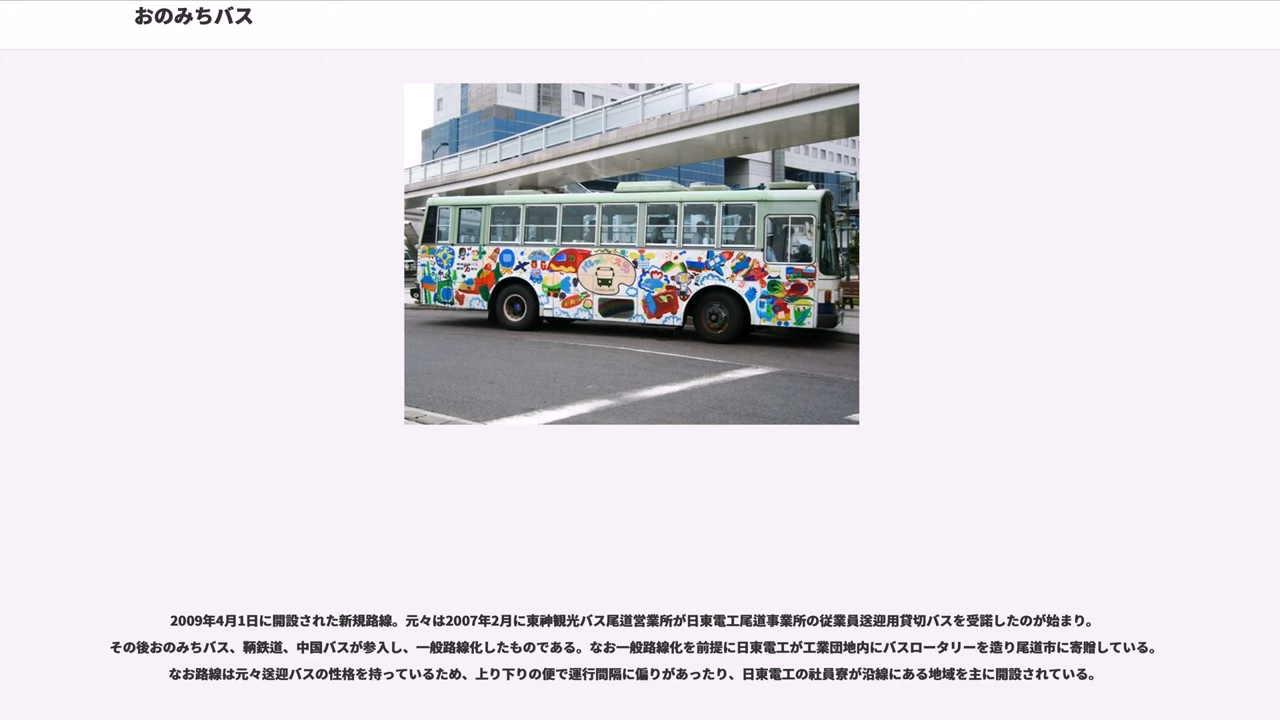 おのみちバス
2009年4月1日に開設された新規路線。元々は2007年2月に東神観光バス尾道営業所が日東電工尾道事業所の従業員送迎用貸切バスを受諾したのが始まり。
その後おのみちバス、鞆鉄道、中国バスが参入し、一般路線化したものである。なお一般路線化を前提に日東電工が工業団地内にバスロータリーを造り尾道市に寄贈している。
なお路線は元々送迎バスの性格を持っているため、上り下りの便で運行間隔に偏りがあったり、日東電工の社員寮が沿線にある地域を主に開設されている。